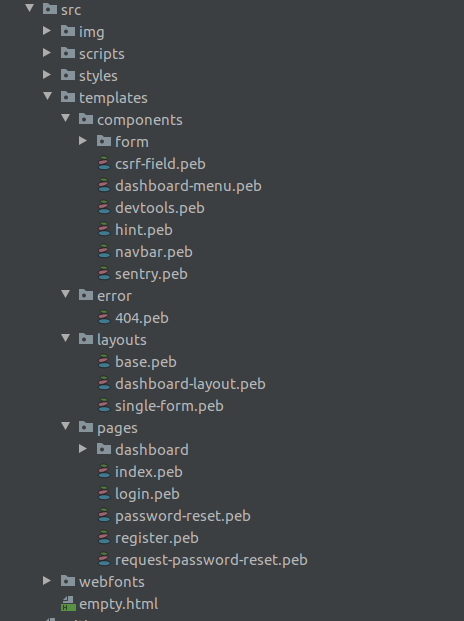 src
img
scripts
styles
templates
components
form
csrf-field.peb
dashboard-menu.peb
devtools.peb
hint.peb
navbar.peb
sentry.peb
error
404.peb
layouts
base.peb
dashboard-layout.peb
single-form.peb
pages
dashboard
index.peb
login.peb
password-reset.peb
register.peb
request-password-reset.peb
webfonts
empty.html